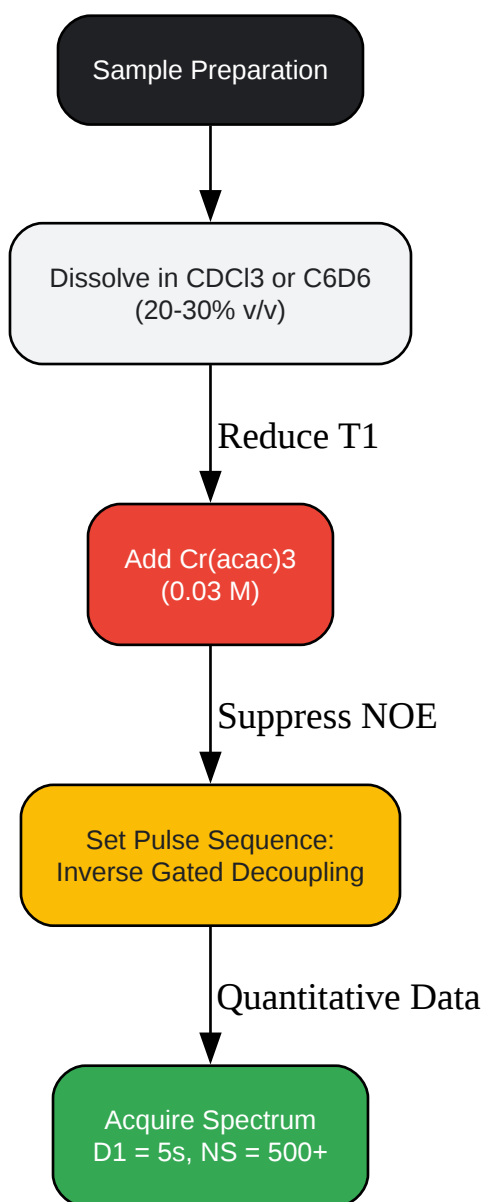 Sample Preparation
Dissolve in CDCl3 or C6D6
(20-30% v/v)
Reduce T1
Add Cr(acac)3
(0.03 M)
Suppress NOE
Set Pulse Sequence:
Inverse Gated Decoupling
Quantitative Data
Acquire Spectrum
D1 = 5s, NS = 500+